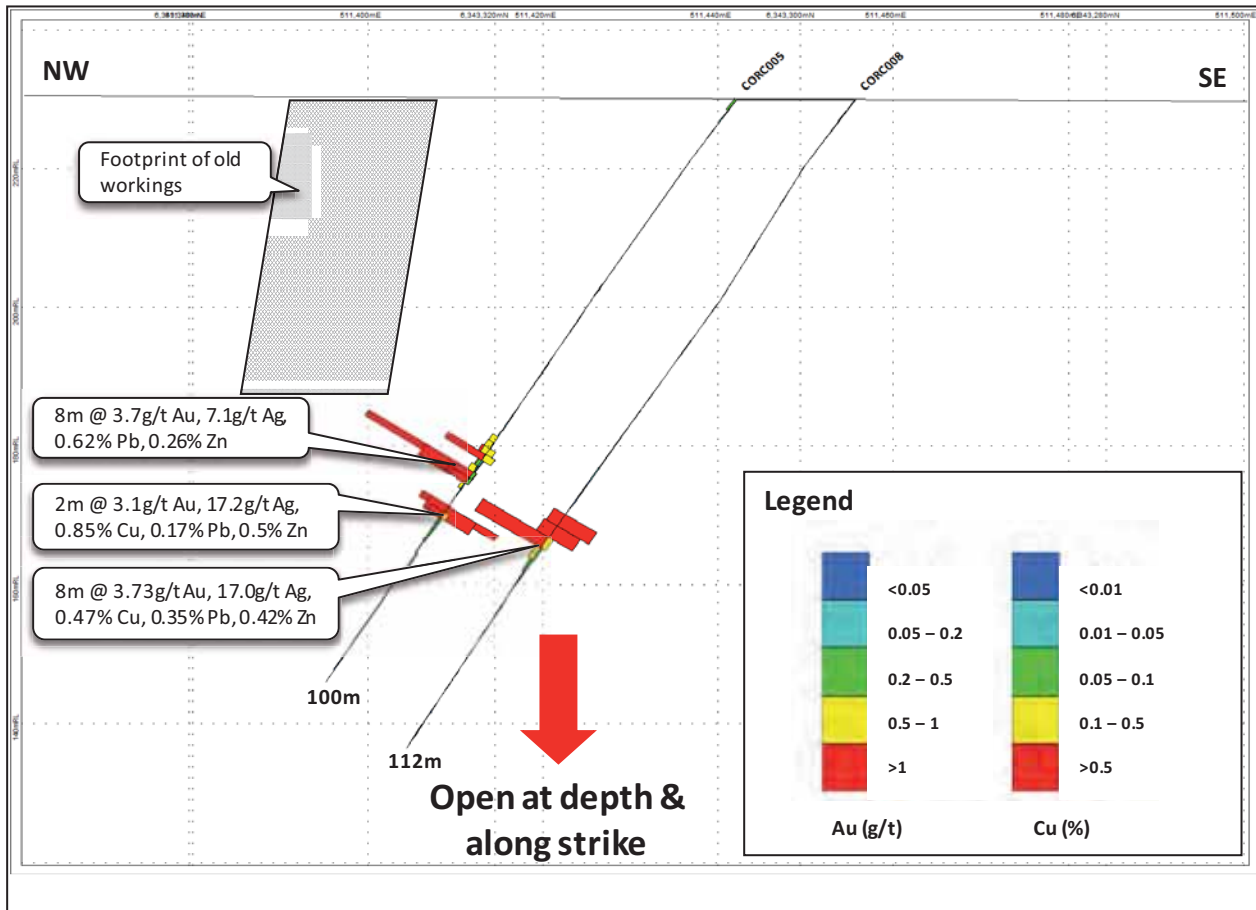 511,400mE
6,343,320mN
511,420mE
511,440mE
6,343,300mN
511,460mE
511,500mE
NW
SE
CORC005
CORC008
Footprint of old
workings
220mRL
200mRL
180mRL
160mRL
140mRL
8m @ 3.7g/t Au, 7.1g/t Ag,
0.62% Pb, 0.26% Zn
2m @ 3.1g/t Au, 17.2g/t Ag,
0.85% Cu, 0.17% Pb, 0.5% Zn
8m @ 3.73g/t Au, 17.0g/t Ag,
0.47% Cu, 0.35% Pb, 0.42% Zn
100m
112m
Open at depth &
along strike
Legend
<0.05
0.05 – 0.2
0.2 – 0.5
0.5 – 1
>1
Au (g/t)
<0.01
0.01 – 0.05
0.05 – 0.1
0.1 – 0.5
>0.5
Cu (%)